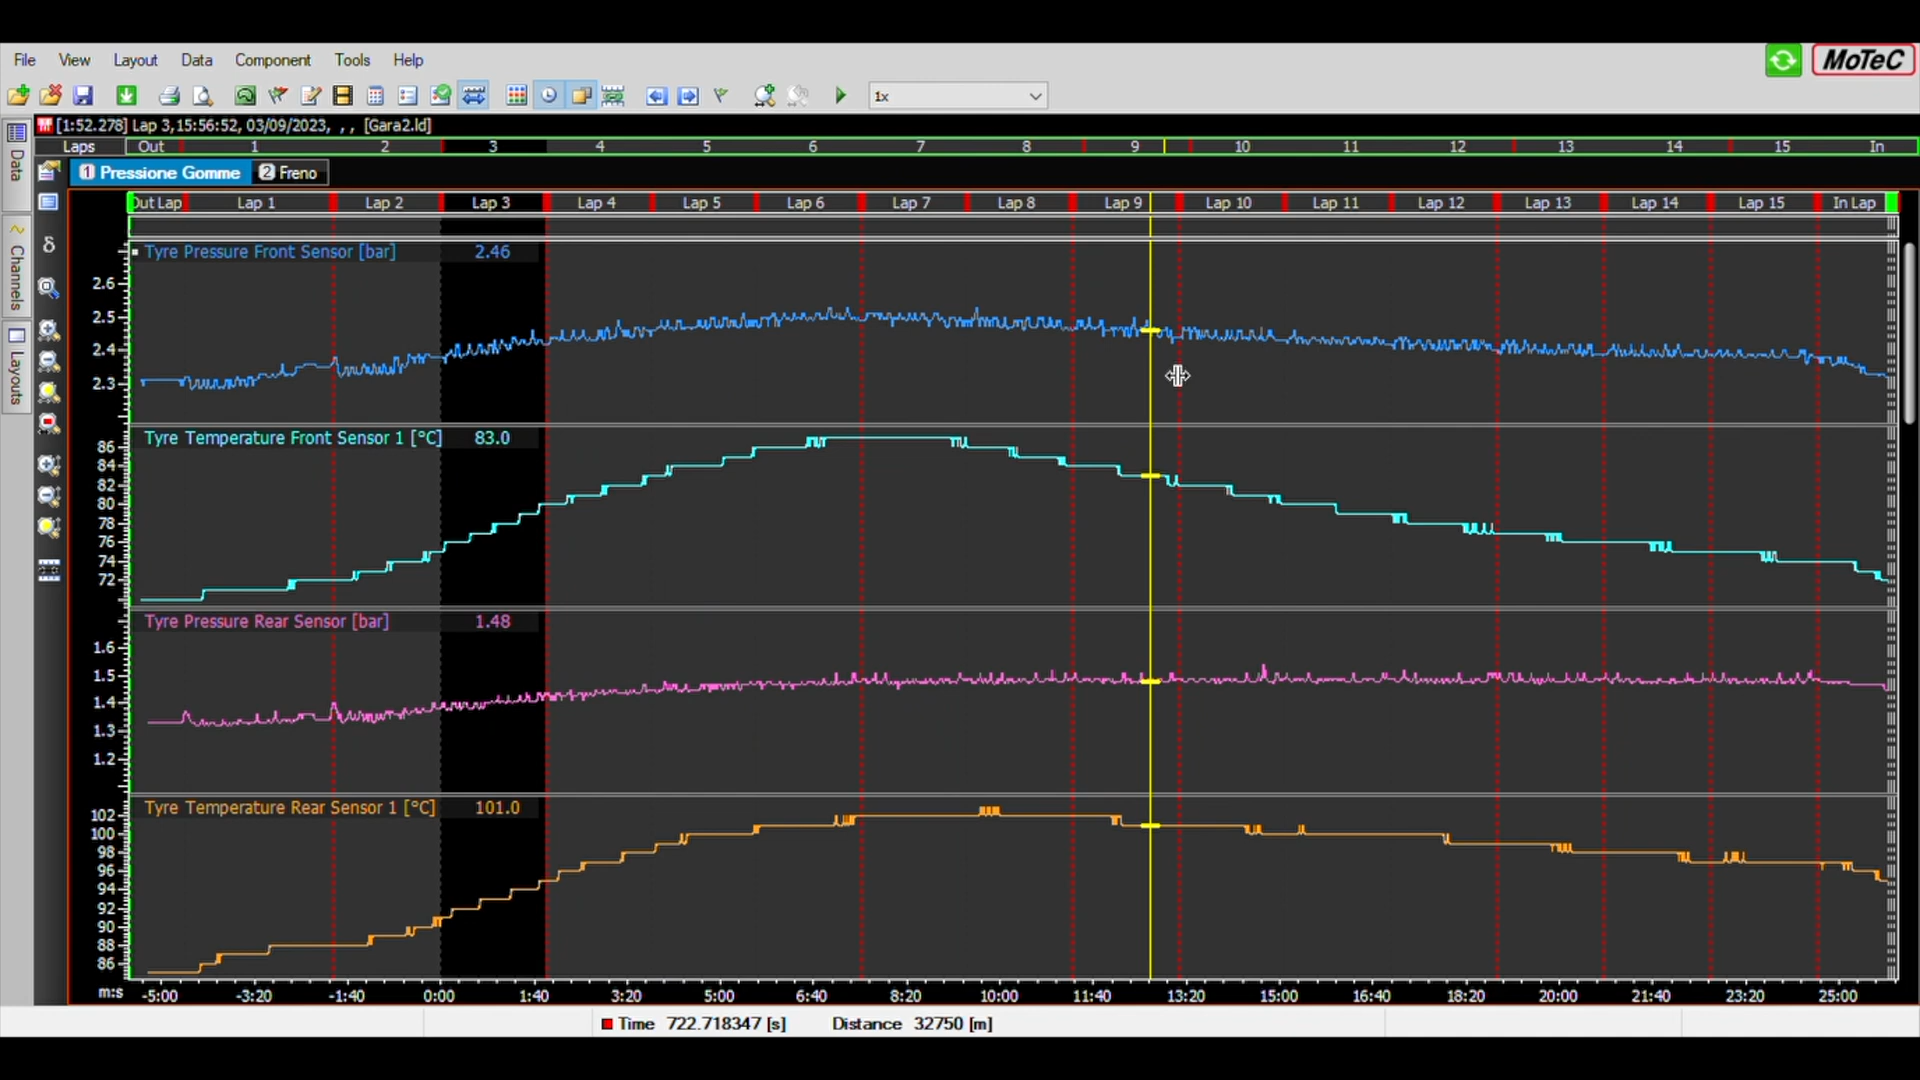 File View Layout Data Component Tools Help
MoTeC
1x
[1:52.278] Lap 3,15:56:52, 03/09/2023, , , [Gara2.ld]
Laps Out 1 2 3 4 5 6 7 8 9 10 11 12 13 14 15 In
1 Pressione Gomme 2 Freno
Data
Channels
Layouts
Out Lap Lap 1 Lap 2 Lap 3 Lap 4 Lap 5 Lap 6 Lap 7 Lap 8 Lap 9 Lap 10 Lap 11 Lap 12 Lap 13 Lap 14 Lap 15 In Lap
δ
Tyre Pressure Front Sensor [bar] 2.46
2.6
2.5
2.4
2.3
Tyre Temperature Front Sensor 1 [°C] 83.0
86
84
82
80
78
76
74
72
Tyre Pressure Rear Sensor [bar] 1.48
1.6
1.5
1.4
1.3
1.2
Tyre Temperature Rear Sensor 1 [°C] 101.0
102
100
98
96
94
92
90
88
86
m:s -5:00 -3:20 -1:40 0:00 1:40 3:20 5:00 6:40 8:20 10:00 11:40 13:20 15:00 16:40 18:20 20:00 21:40 23:20 25:00
Time 722.718347 [s] Distance 32750 [m]